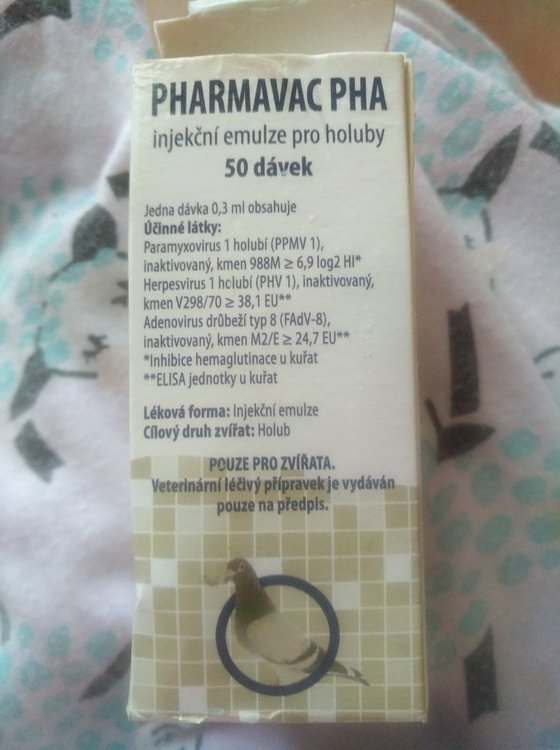 PHARMAVAC PHA
injekční emulze pro holuby
50 dávek
Jedna dávka 0,3 ml obsahuje
Účinné látky:
Paramyxovirus 1 holubí (PPMV 1),
inaktivovaný, kmen 988M ≥ 6,9 log2 HI*
Herpesvirus 1 holubí (PHV 1), inaktivovaný,
kmen V298/70 ≥ 38,1 EU**
Adenovirus drůbeží typ 8 (FAdV-8),
inaktivovaný, kmen M2/E ≥ 24,7 EU**
*Inhibice hemaglutinace u kuřat
**ELISA jednotky u kuřat
Léková forma: Injekční emulze
Cílový druh zvířat: Holub
POUZE PRO ZVÍŘATA.
Veterinární léčivý přípravek je vydáván
pouze na předpis.